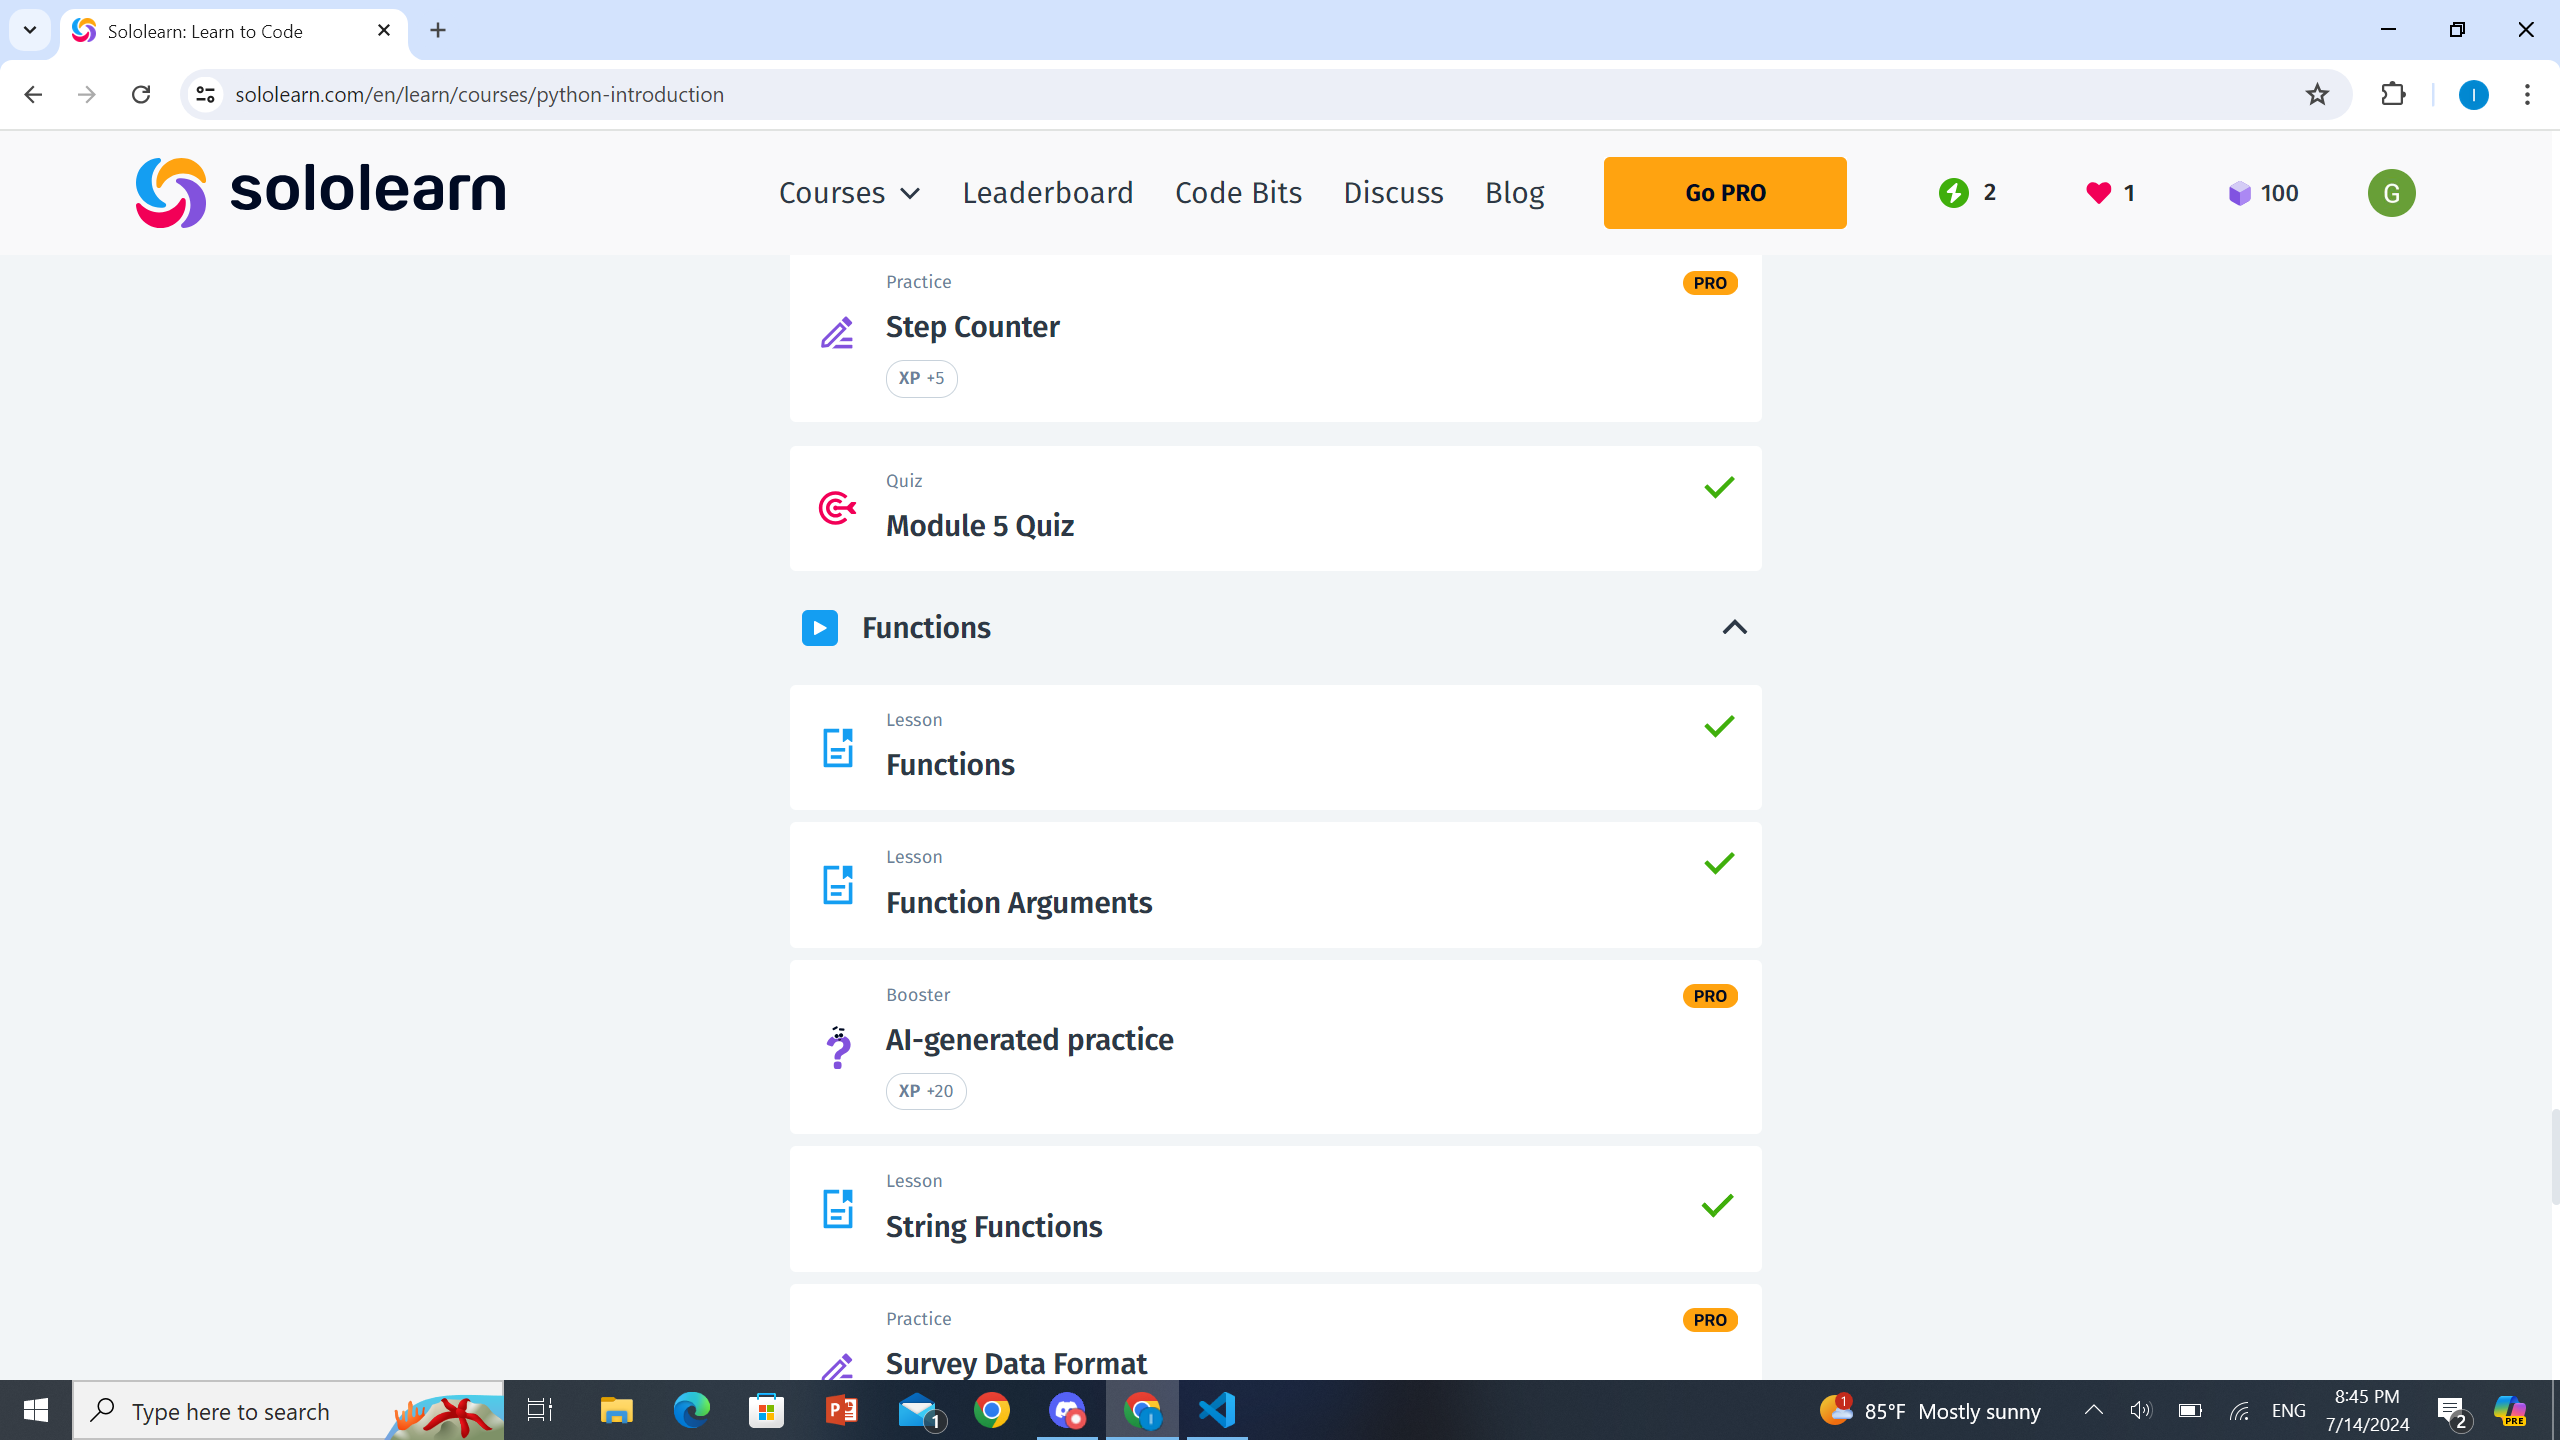 Sololearn: Learn to Code
sololearn.com/en/learn/courses/python-introduction
I
sololearn
Courses
Leaderboard
Code Bits
Discuss
Blog
Go PRO
2
1
100
G
Practice
PRO
Step Counter
XP +5
Quiz
Module 5 Quiz
Functions
Lesson
Functions
Lesson
Function Arguments
Booster
PRO
AI-generated practice
XP +20
Lesson
String Functions
Practice
PRO
Survey Data Format
Type here to search
P
1
I
1
85°F Mostly sunny
ENG
8:45 PM
7/14/2024
2
PRE